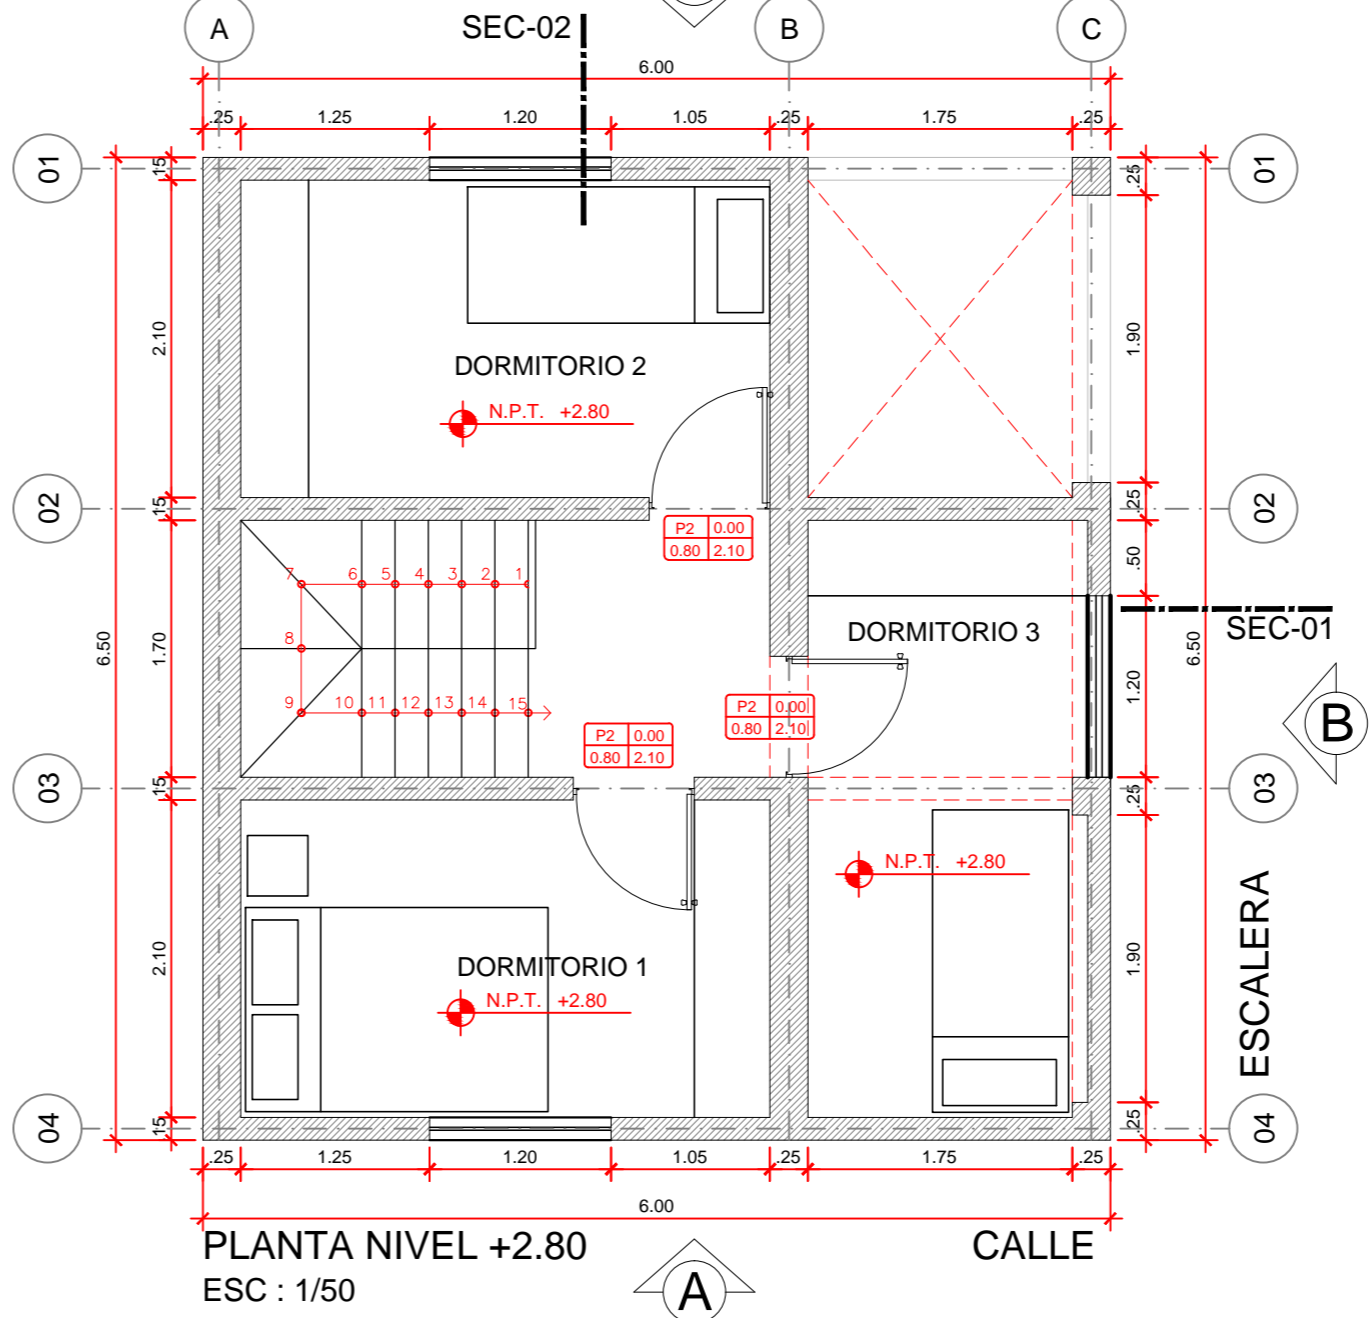 A
SEC-02
B
C
6.00
.25
1.25
1.20
1.05
.25
1.75
.25
01
.15
.25
01
2.10
1.90
DORMITORIO 2
N.P.T. +2.80
02
.15
.25
02
P2 0.00
0.80 2.10
.50
7 6 5 4 3 2 1
DORMITORIO 3
SEC-01
6.50
1.70
8
6.50
1.20
9 10 11 12 13 14 15
P2 0.00
0.80 2.10
P2 0.00
0.80 2.10
B
03
.15
.25
03
N.P.T. +2.80
2.10
1.90
ESCALERA
DORMITORIO 1
N.P.T. +2.80
04
.15
.25
04
.25
1.25
1.20
1.05
.25
1.75
.25
6.00
PLANTA NIVEL +2.80
CALLE
ESC : 1/50
A